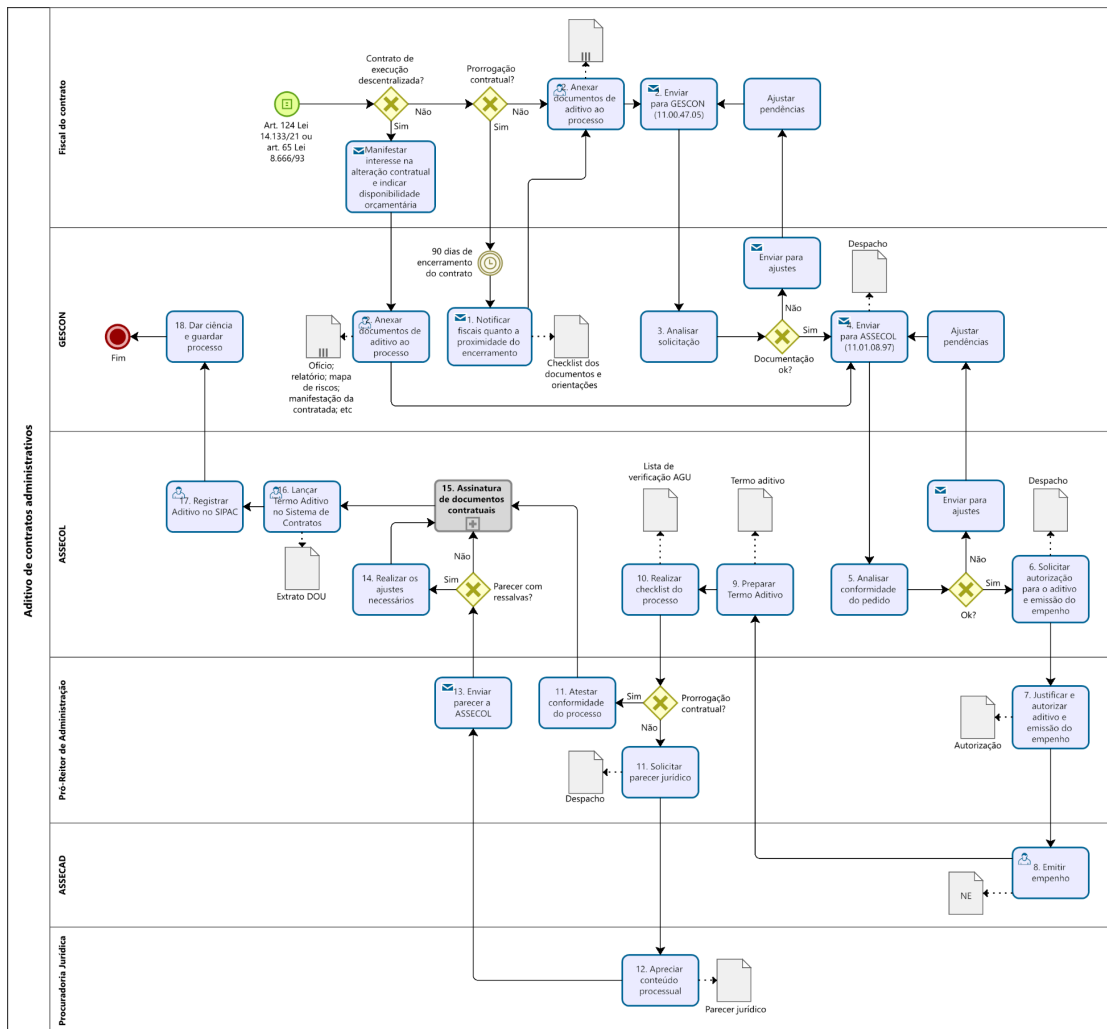 Aditivo de contratos administrativos
Fiscal do contrato
Contrato de
execução
descentralizada?
Prorrogação
contratual?
Não
Sim
Não
Sim
Art. 124 Lei
14.133/21 ou
art. 65 Lei
8.666/93
Manifestar
interesse na
alteração contratual
e indicar
disponibilidade
orçamentária
2. Anexar
documentos de
aditivo ao
processo
2. Enviar
para GESCON
(11.00.47.05)
Ajustar
pendências
GESCON
90 dias de
encerramento
do contrato
Enviar para
ajustes
Despacho
18. Dar ciência
e guardar
processo
Fim
2. Anexar
documentos de
aditivo ao
processo
Ofício;
relatório; mapa
de riscos;
manifestação da
contratada; etc
1. Notificar
fiscais quanto a
proximidade do
encerramento
Checklist dos
documentos e
orientações
3. Analisar
solicitação
Não
Sim
Documentação
ok?
4. Enviar
para ASSECOL
(11.01.08.97)
Ajustar
pendências
ASSECOL
17. Registrar
Aditivo no SIPAC
16. Lançar
Termo Aditivo
no Sistema de
Contratos
Extrato DOU
15. Assinatura
de documentos
contratuais
Não
Sim
Parecer com
ressalvas?
14. Realizar os
ajustes
necessários
Lista de
verificação AGU
Termo aditivo
10. Realizar
checklist do
processo
9. Preparar
Termo Aditivo
Enviar para
ajustes
Despacho
5. Analisar
conformidade
do pedido
Não
Sim
Ok?
6. Solicitar
autorização
para o aditivo
e emissão do
empenho
Pró-Reitor de Administração
13. Enviar
parecer a
ASSECOL
11. Atestar
conformidade
do processo
Sim
Prorrogação
contratual?
Não
11. Solicitar
parecer jurídico
Despacho
7. Justificar e
autorizar
aditivo e
emissão do
empenho
Autorização
ASSECAD
8. Emitir
empenho
NE
Procuradoria Jurídica
12. Apreciar
conteúdo
processual
Parecer jurídico